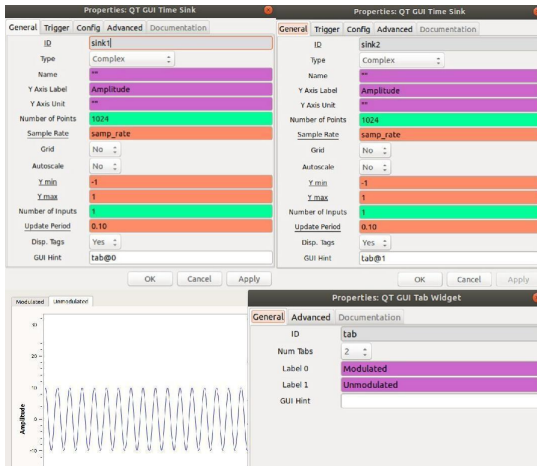 Properties: QT GUI Time Sink
General Trigger Config Advanced Documentation
ID sink1
Type Complex
Name ""
Y Axis Label Amplitude
Y Axis Unit ""
Number of Points 1024
Sample Rate samp_rate
Grid No
Autoscale No
Y min -1
Y max 1
Number of Inputs 1
Update Period 0.10
Disp. Tags Yes
GUI Hint tab@0
OK Cancel Apply
Properties: QT GUI Time Sink
General Trigger Config Advanced Documentation
ID sink2
Type Complex
Name ""
Y Axis Label Amplitude
Y Axis Unit ""
Number of Points 1024
Sample Rate samp_rate
Grid No
Autoscale No
Y min -1
Y max 1
Number of Inputs 1
Update Period 0.10
Disp. Tags Yes
GUI Hint tab@1
OK Cancel Apply
Modulated Unmodulated
30
20
10
0
-10
Amplitude
Properties: QT GUI Tab Widget
General Advanced Documentation
ID tab
Num Tabs 2
Label 0 Modulated
Label 1 Unmodulated
GUI Hint